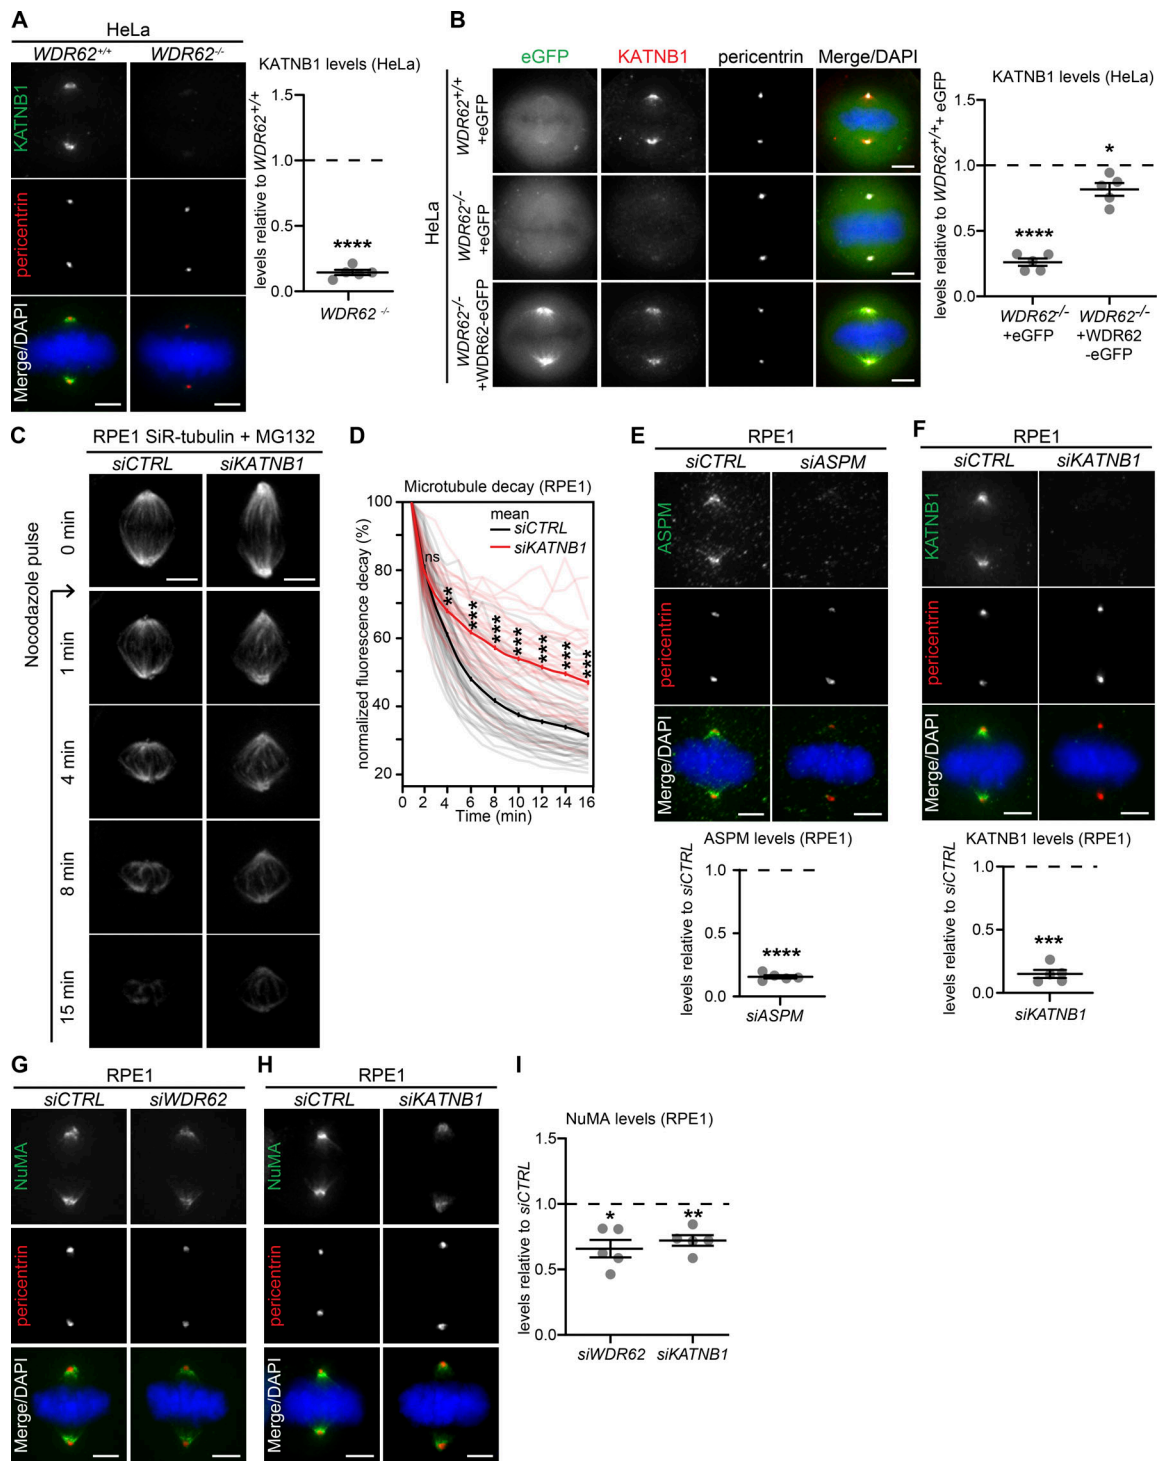 A
HeLa
WDR62+/+ WDR62-/-
KATNB1
pericentrin
Merge/DAPI
KATNB1 levels (HeLa)
levels relative to WDR62+/+
1.5
1.0
0.5
0.0
****
WDR62 -/-
B
eGFP KATNB1 pericentrin Merge/DAPI
HeLa
WDR62+/+
+eGFP
WDR62-/-
+eGFP
WDR62-/-
+WDR62-eGFP
KATNB1 levels (HeLa)
levels relative to WDR62+/++ eGFP
1.5
1.0
0.5
0.0
****
*
WDR62-/-
+eGFP
WDR62-/-
+WDR62
-eGFP
C
RPE1 SiR-tubulin + MG132
siCTRL siKATNB1
Nocodazole pulse
0 min
1 min
4 min
8 min
15 min
D
Microtubule decay (RPE1)
normalized fluorescence decay (%)
100
80
60
40
20
mean
siCTRL
siKATNB1
ns
**
***
***
***
***
***
***
0 2 4 6 8 10 12 14 16
Time (min)
E
RPE1
siCTRL siASPM
ASPM
pericentrin
Merge/DAPI
ASPM levels (RPE1)
levels relative to siCTRL
1.0
0.5
0.0
****
siASPM
F
RPE1
siCTRL siKATNB1
KATNB1
pericentrin
Merge/DAPI
KATNB1 levels (RPE1)
levels relative to siCTRL
1.0
0.5
0.0
***
siKATNB1
G
RPE1
siCTRL siWDR62
NuMA
pericentrin
Merge/DAPI
H
RPE1
siCTRL siKATNB1
NuMA
pericentrin
Merge/DAPI
I
NuMA levels (RPE1)
levels relative to siCTRL
1.5
1.0
0.5
0.0
*
**
siWDR62 siKATNB1